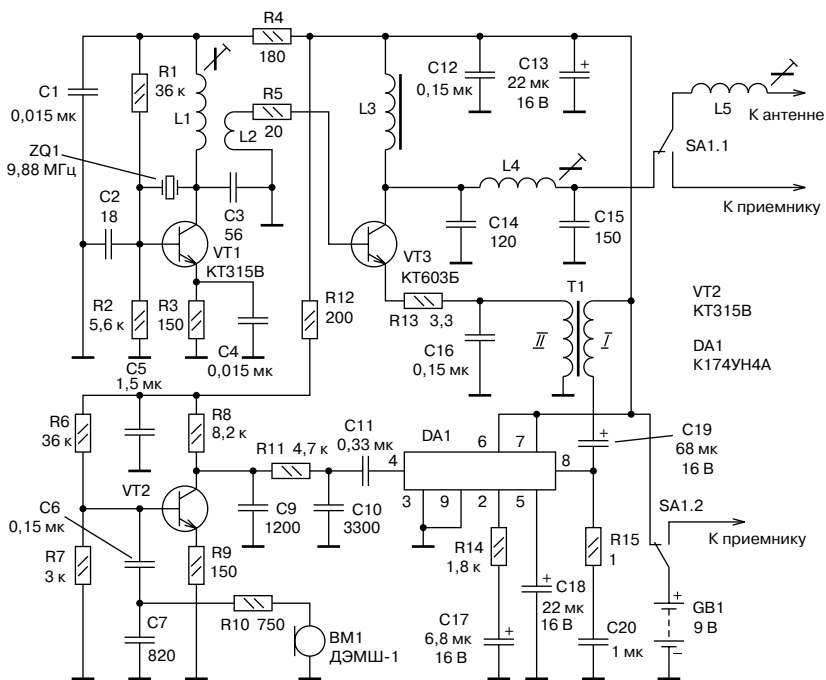 R4
180
C1
0,015 мк
R1
36 к
L1
L2
R5
20
L3
C12
0,15 мк
C13
+
22 мк
16 В
L5
К антенне
SA1.1
ZQ1
9,88 МГц
C2
18
C3
56
L4
C14
120
C15
150
К приемнику
VT1
КТ315В
VT3
КТ603Б
R2
5,6 к
R3
150
C4
0,015 мк
R12
200
R13 3,3
C16
0,15 мк
T1
II
I
VT2
КТ315В
DA1
К174УН4А
C5
1,5 мк
R6
36 к
R8
8,2 к
R11 4,7 к
C11
0,33 мк
DA1
4
6
7
8
3
9
2
5
+
C19
68 мк
16 В
VT2
C6
0,15 мк
C9
1200
C10
3300
R7
3 к
R9
150
R14
1,8 к
R15
1
SA1.2
К приемнику
R10 750
C7
820
BM1
ДЭМШ-1
C17
6,8 мк
16 В
+
+
C18
22 мк
16 В
C20
1 мк
+
GB1
9 В
–